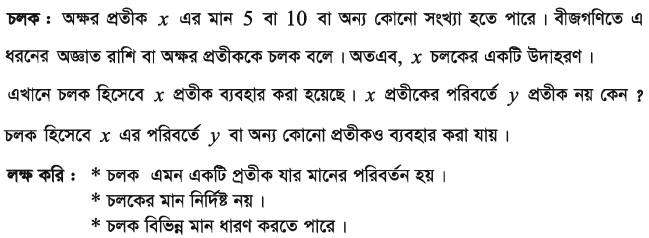 চলক : অক্ষর প্রতীক x এর মান 5 বা 10 বা অন্য কোনো সংখ্যা হতে পারে । বীজগণিতে এ
ধরনের অজ্ঞাত রাশি বা অক্ষর প্রতীককে চলক বলে । অতএব, x চলকের একটি উদাহরণ ।
এখানে চলক হিসেবে x প্রতীক ব্যবহার করা হয়েছে । x প্রতীকের পরিবর্তে y প্রতীক নয় কেন ?
চলক হিসেবে x এর পরিবর্তে y বা অন্য কোনো প্রতীকও ব্যবহার করা যায় ।
লক্ষ করি : * চলক এমন একটি প্রতীক যার মানের পরিবর্তন হয় ।
* চলকের মান নির্দিষ্ট নয় ।
* চলক বিভিন্ন মান ধারণ করতে পারে ।